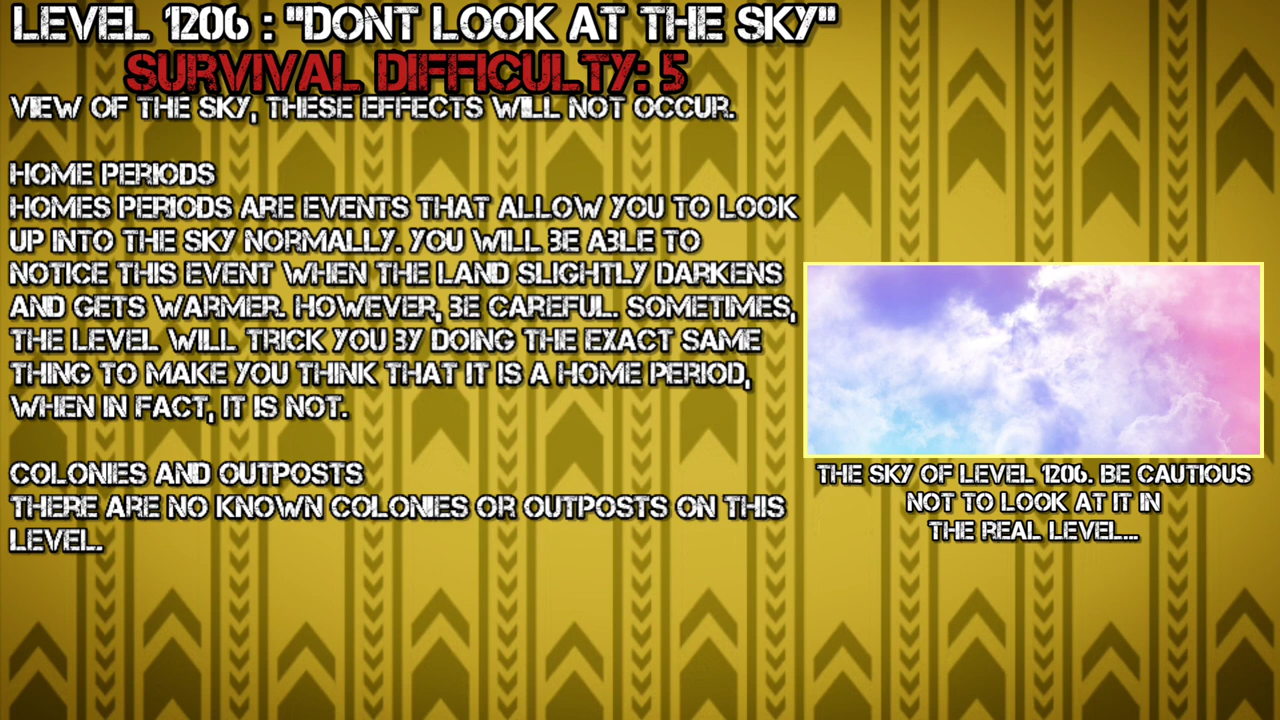 LEVEL 1206 : "DONT LOOK AT THE SKY"
SURVIVAL DIFFICULTY: 5
VIEW OF THE SKY, THESE EFFECTS WILL NOT OCCUR.
HOME PERIODS
HOMES PERIODS ARE EVENTS THAT ALLOW YOU TO LOOK
UP INTO THE SKY NORMALLY. YOU WILL BE ABLE TO
NOTICE THIS EVENT WHEN THE LAND SLIGHTLY DARKENS
AND GETS WARMER. HOWEVER, BE CAREFUL. SOMETIMES,
THE LEVEL WILL TRICK YOU BY DOING THE EXACT SAME
THING TO MAKE YOU THINK THAT IT IS A HOME PERIOD,
WHEN IN FACT, IT IS NOT.
COLONIES AND OUTPOSTS
THERE ARE NO KNOWN COLONIES OR OUTPOSTS ON THIS
LEVEL.
THE SKY OF LEVEL 1206. BE CAUTIOUS
NOT TO LOOK AT IT IN
THE REAL LEVEL...